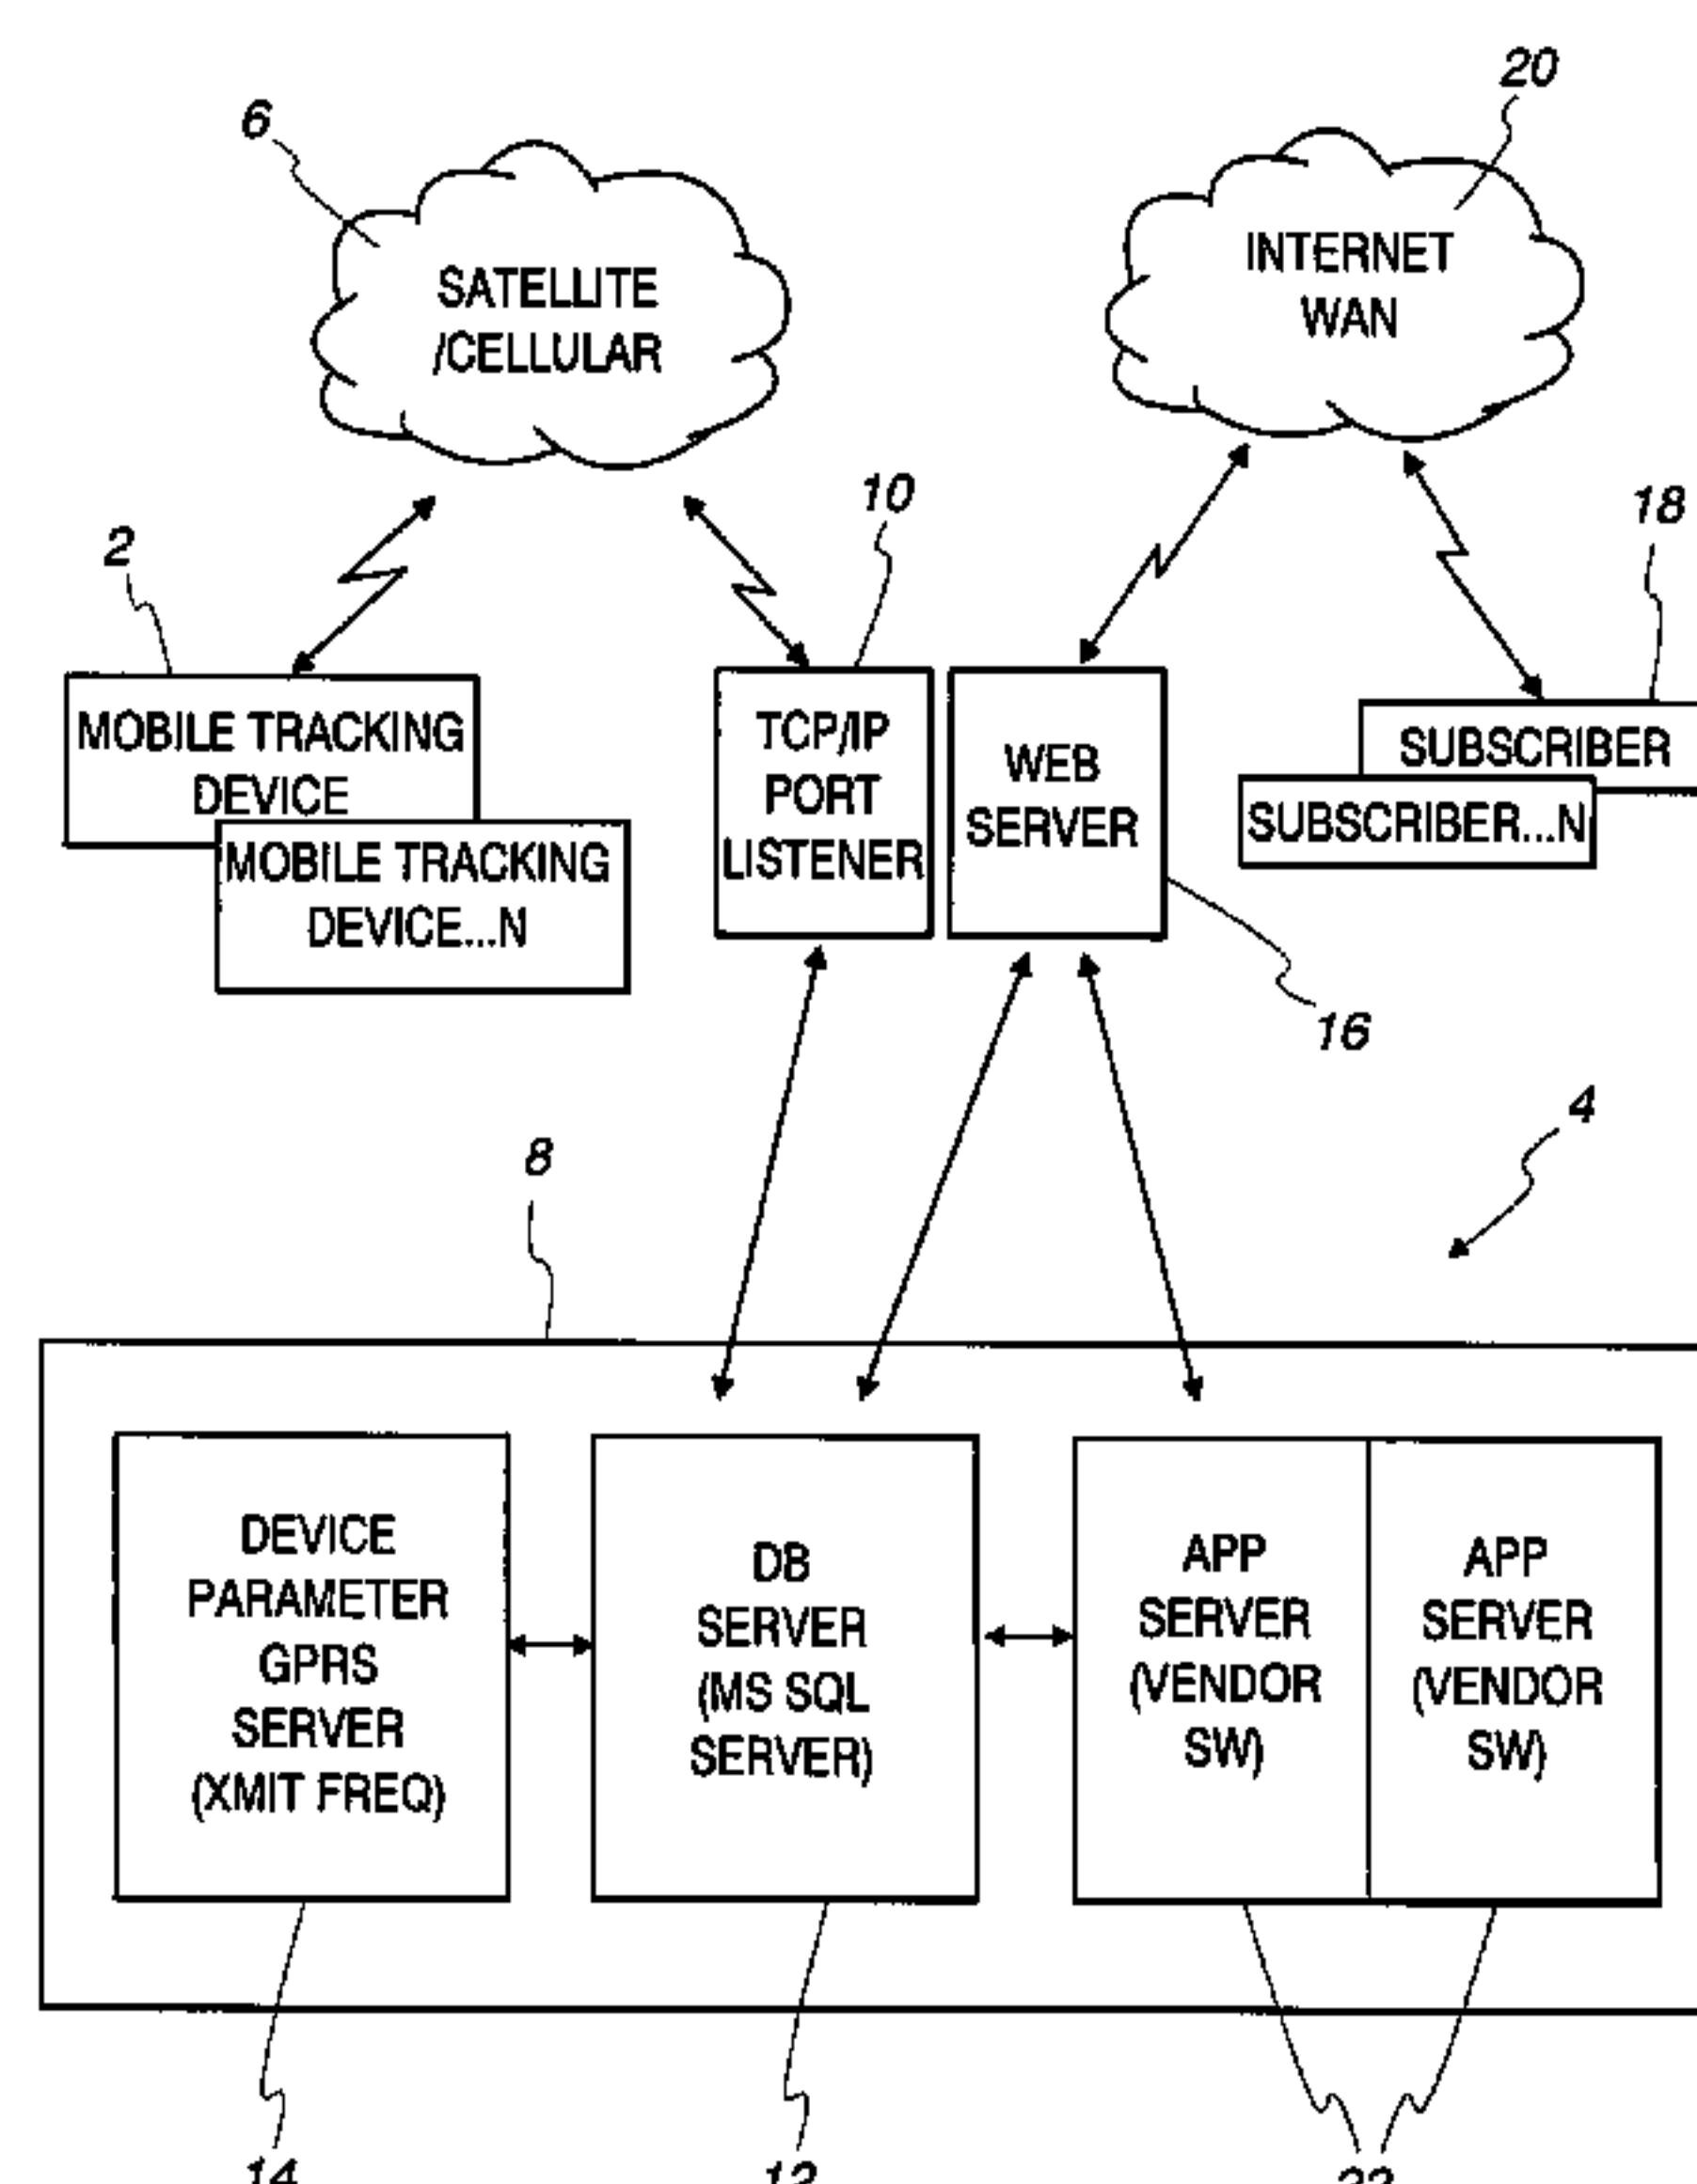 6
20
SATELLITE
/CELLULAR
INTERNET
WAN
2
10
18
MOBILE TRACKING
DEVICE
MOBILE TRACKING
DEVICE...N
TCP/IP
PORT
LISTENER
WEB
SERVER
SUBSCRIBER
SUBSCRIBER...N
16
4
8
DEVICE
PARAMETER
GPRS
SERVER
(XMIT FREQ)
DB
SERVER
(MS SQL
SERVER)
APP
SERVER
(VENDOR
SW)
APP
SERVER
(VENDOR
SW)
14
12
22